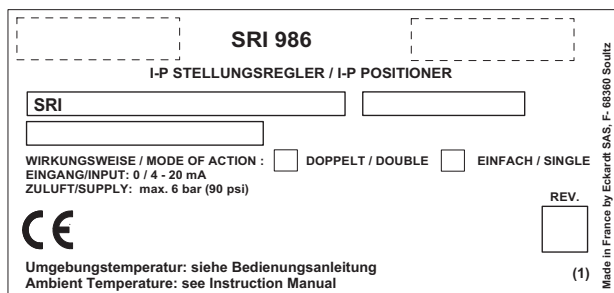 SRI 986
I-P STELLUNGSREGLER / I-P POSITIONER
SRI
WIRKUNGSWEISE / MODE OF ACTION : DOPPELT / DOUBLE EINFACH / SINGLE
EINGANG/INPUT: 0 / 4 - 20 mA
ZULUFT/SUPPLY: max. 6 bar (90 psi)
REV.
CE
Umgebungstemperatur: siehe Bedienungsanleitung
Ambient Temperature: see Instruction Manual
(1)
Made in France by Eckardt SAS, F- 68360 Soultz